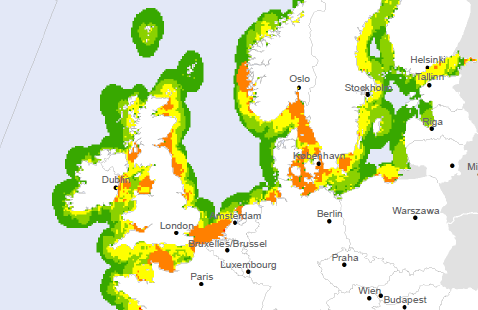 Helsinki
Oslo
Tallinn
Stockholm
Riga
København
Mi
Dublin
Amsterdam
Berlin
Warszawa
London
Bruxelles/Brussel
Luxembourg
Praha
Paris
Wien
Budapest